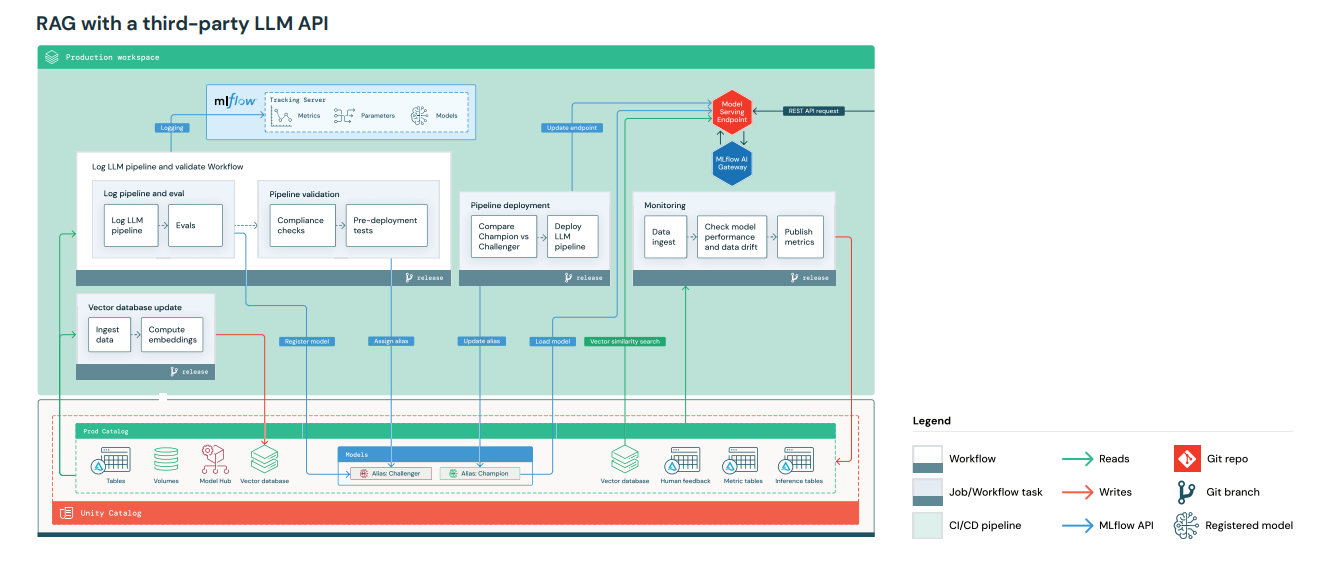 RAG with a third-party LLM API
Production workspace
mlflow
Tracking Server
Metrics
Parameters
Models
Logging
Update endpoint
Model
Serving
Endpoint
REST API request
MLflow AI
Gateway
Log LLM pipeline and validate Workflow
Log pipeline and eval
Log LLM
pipeline
Evals
Pipeline validation
Compliance
checks
Pre-deployment
tests
release
Pipeline deployment
Compare
Champion vs
Challenger
Deploy
LLM
pipeline
release
Monitoring
Data
ingest
Check model
performance
and data drift
Publish
metrics
release
Vector database update
Ingest
data
Compute
embeddings
release
Register model
Assign alias
Update alias
Load model
Vector similarity search
Prod Catalog
Tables
Volumes
Model Hub
Vector database
Models
Alias: Challenger
Alias: Champion
Vector database
Human feedback
Metric tables
Inference tables
Unity Catalog
Legend
Workflow
Reads
Git repo
Job/Workflow task
Writes
Git branch
CI/CD pipeline
MLflow API
Registered model